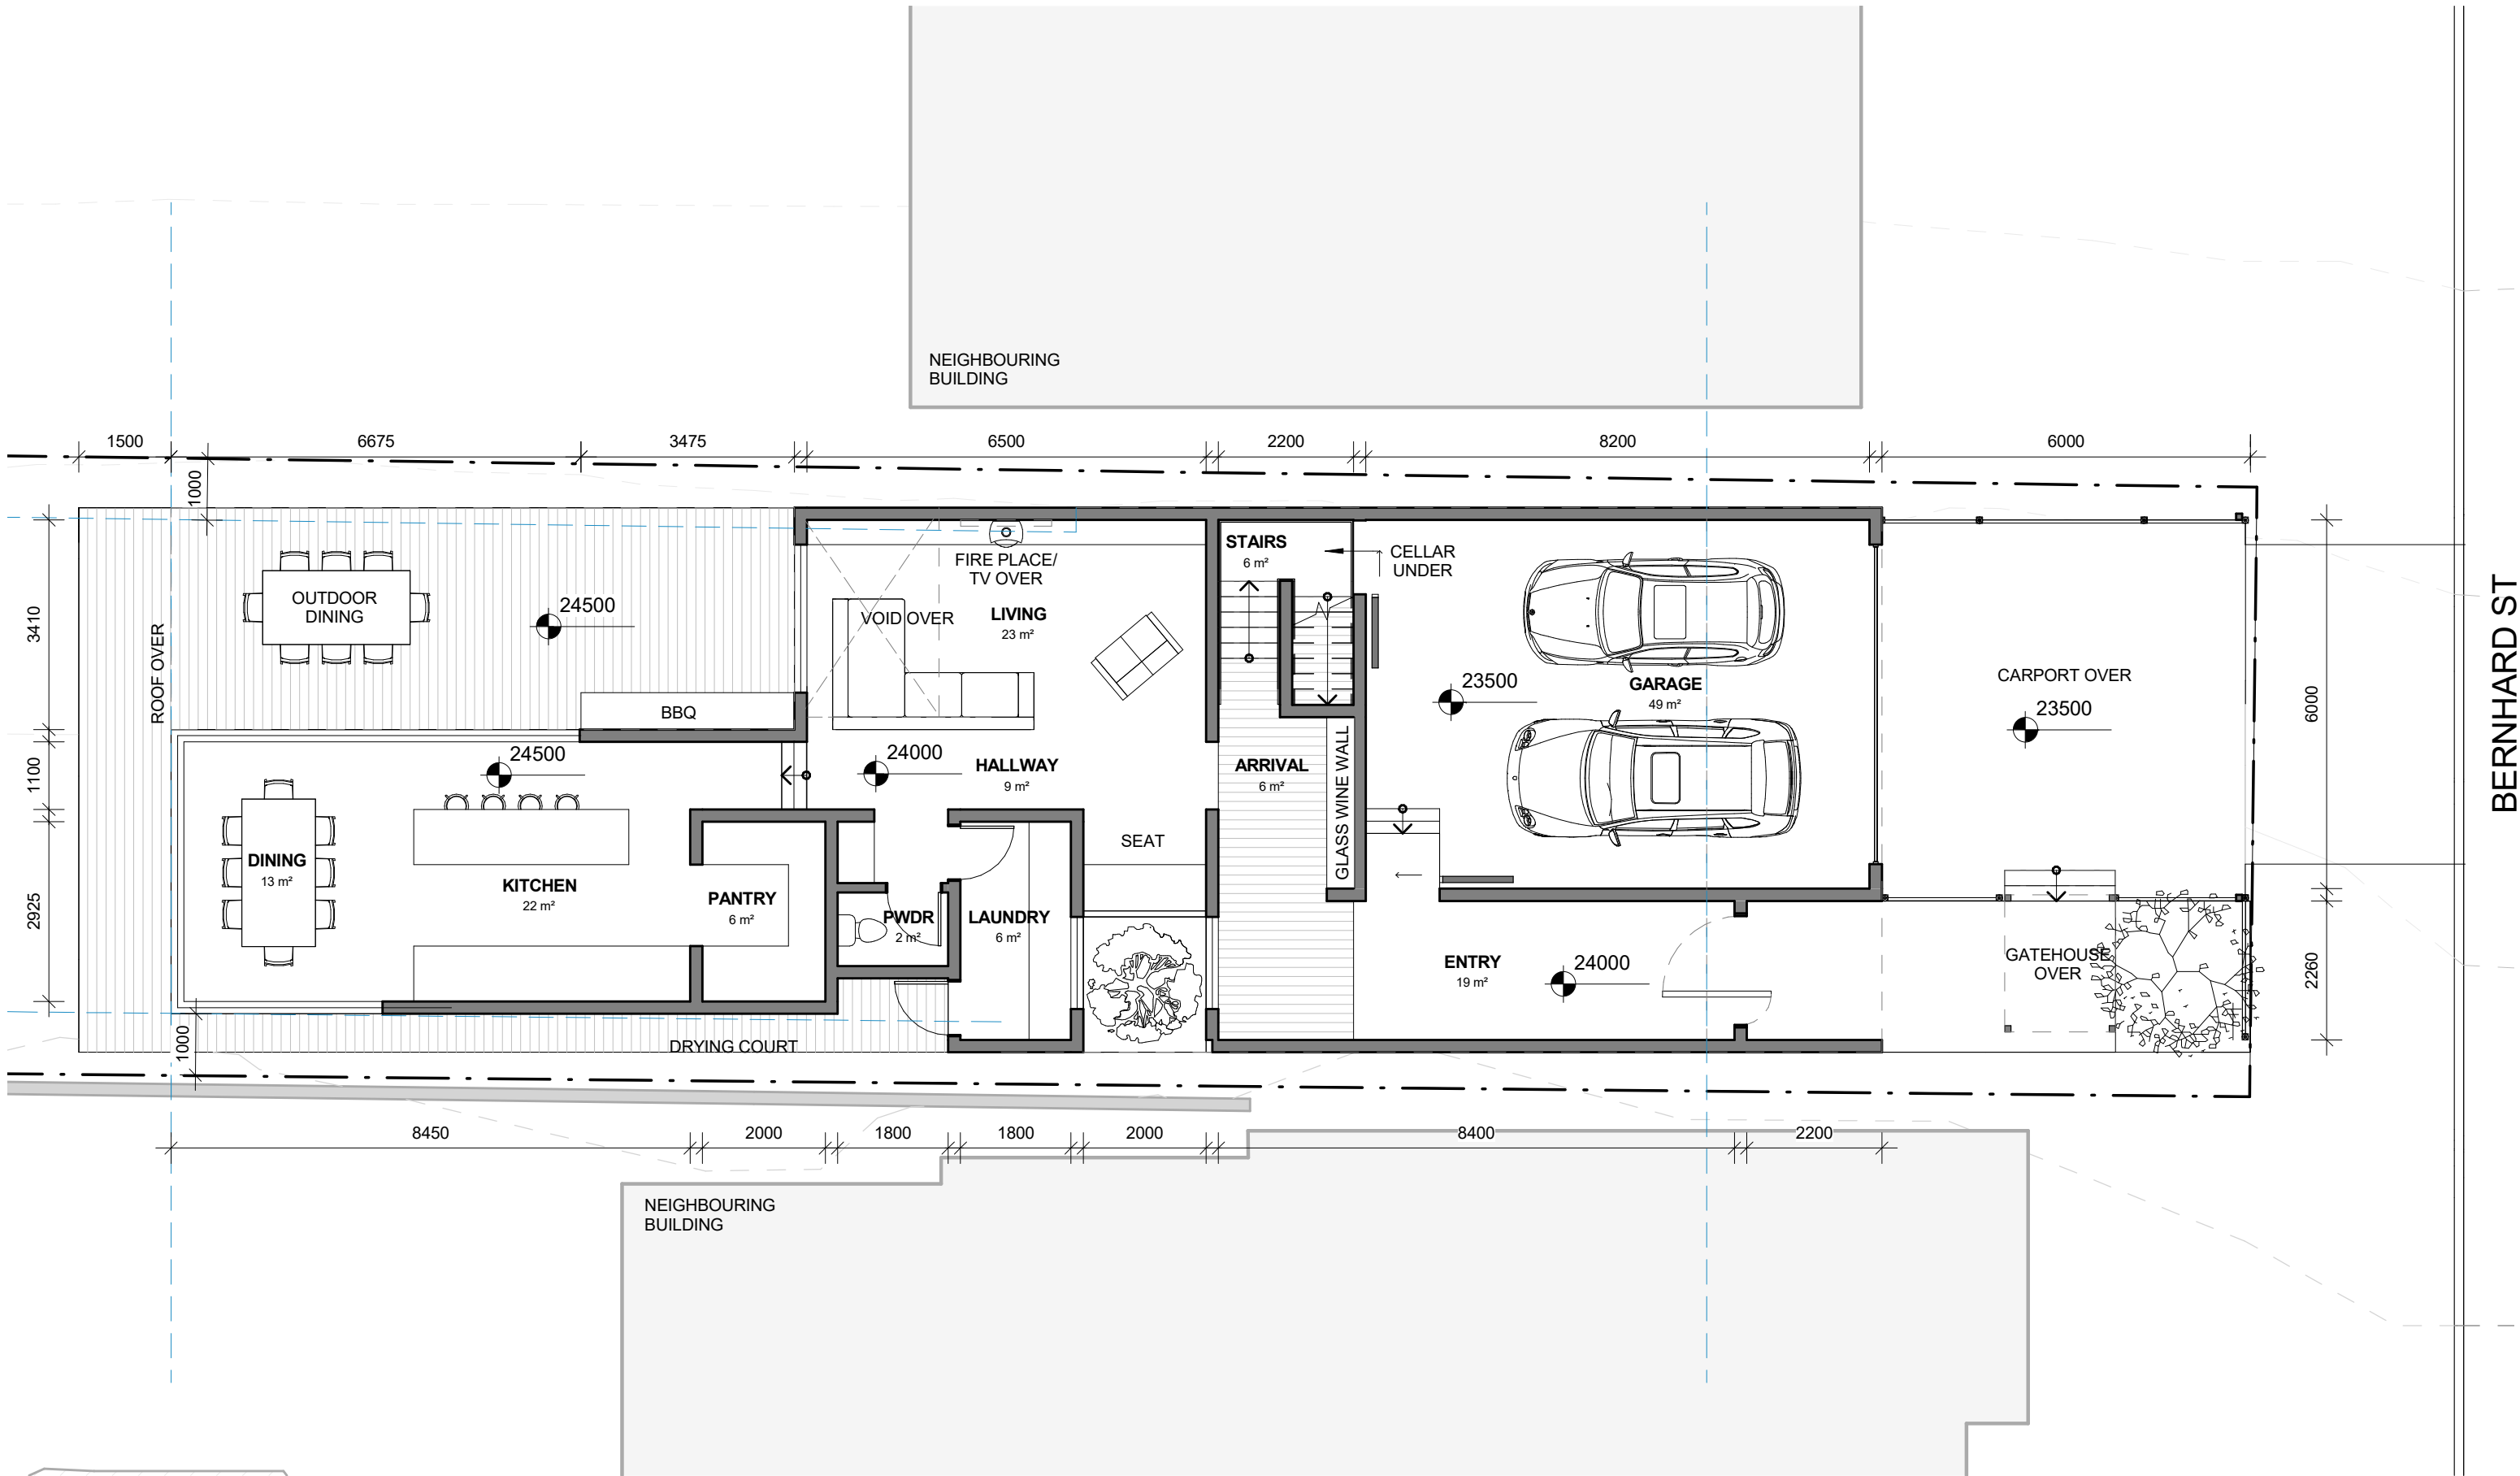 NEIGHBOURING
BUILDING
1500
6675
3475
6500
2200
8200
6000
1000
3410
1100
2925
1000
ROOF OVER
OUTDOOR
DINING
24500
BBQ
24500
DINING
13 m²
KITCHEN
22 m²
PANTRY
6 m²
DRYING COURT
VOID OVER
FIRE PLACE/
TV OVER
LIVING
23 m²
24000
HALLWAY
9 m²
SEAT
PWDR
2 m²
LAUNDRY
6 m²
STAIRS
6 m²
CELLAR
UNDER
ARRIVAL
6 m²
GLASS WINE WALL
23500
GARAGE
49 m²
ENTRY
19 m²
24000
CARPORT OVER
23500
GATEHOUSE
OVER
6000
2260
BERNHARD ST
8450
2000
1800
1800
2000
8400
2200
NEIGHBOURING
BUILDING